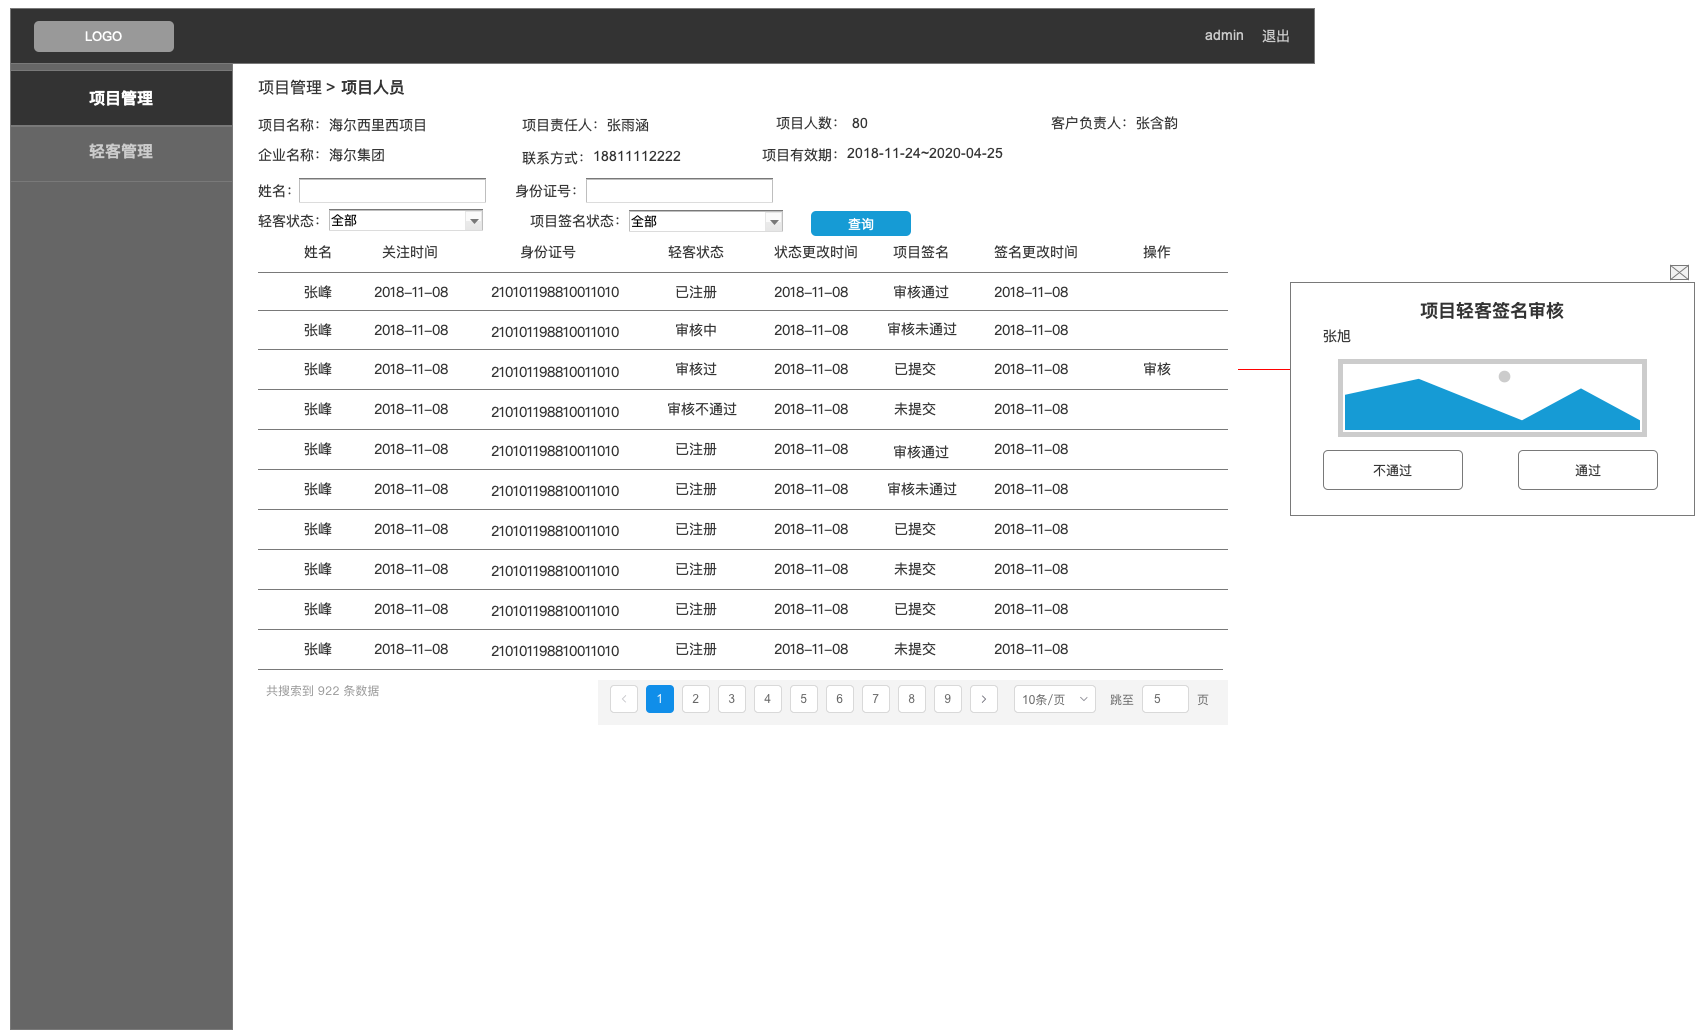 LOGO
admin 退出
项目管理
轻客管理
项目管理 > 项目人员
项目名称：海尔西里西项目 项目责任人：张雨涵 项目人数： 80 客户负责人：张含韵
企业名称：海尔集团 联系方式：18811112222 项目有效期：2018-11-24~2020-04-25
姓名： 身份证号：
轻客状态：全部 项目签名状态：全部 查询
姓名 关注时间 身份证号 轻客状态 状态更改时间 项目签名 签名更改时间 操作
张峰 2018-11-08 210101198810011010 已注册 2018-11-08 审核通过 2018-11-08
张峰 2018-11-08 210101198810011010 审核中 2018-11-08 审核未通过 2018-11-08
张峰 2018-11-08 210101198810011010 审核过 2018-11-08 已提交 2018-11-08 审核
张峰 2018-11-08 210101198810011010 审核不通过 2018-11-08 未提交 2018-11-08
张峰 2018-11-08 210101198810011010 已注册 2018-11-08 审核通过 2018-11-08
张峰 2018-11-08 210101198810011010 已注册 2018-11-08 审核未通过 2018-11-08
张峰 2018-11-08 210101198810011010 已注册 2018-11-08 已提交 2018-11-08
张峰 2018-11-08 210101198810011010 已注册 2018-11-08 未提交 2018-11-08
张峰 2018-11-08 210101198810011010 已注册 2018-11-08 已提交 2018-11-08
张峰 2018-11-08 210101198810011010 已注册 2018-11-08 未提交 2018-11-08
共搜索到 922 条数据
< 1 2 3 4 5 6 7 8 9 > 10条/页 跳至 5 页
项目轻客签名审核
张旭
不通过 通过